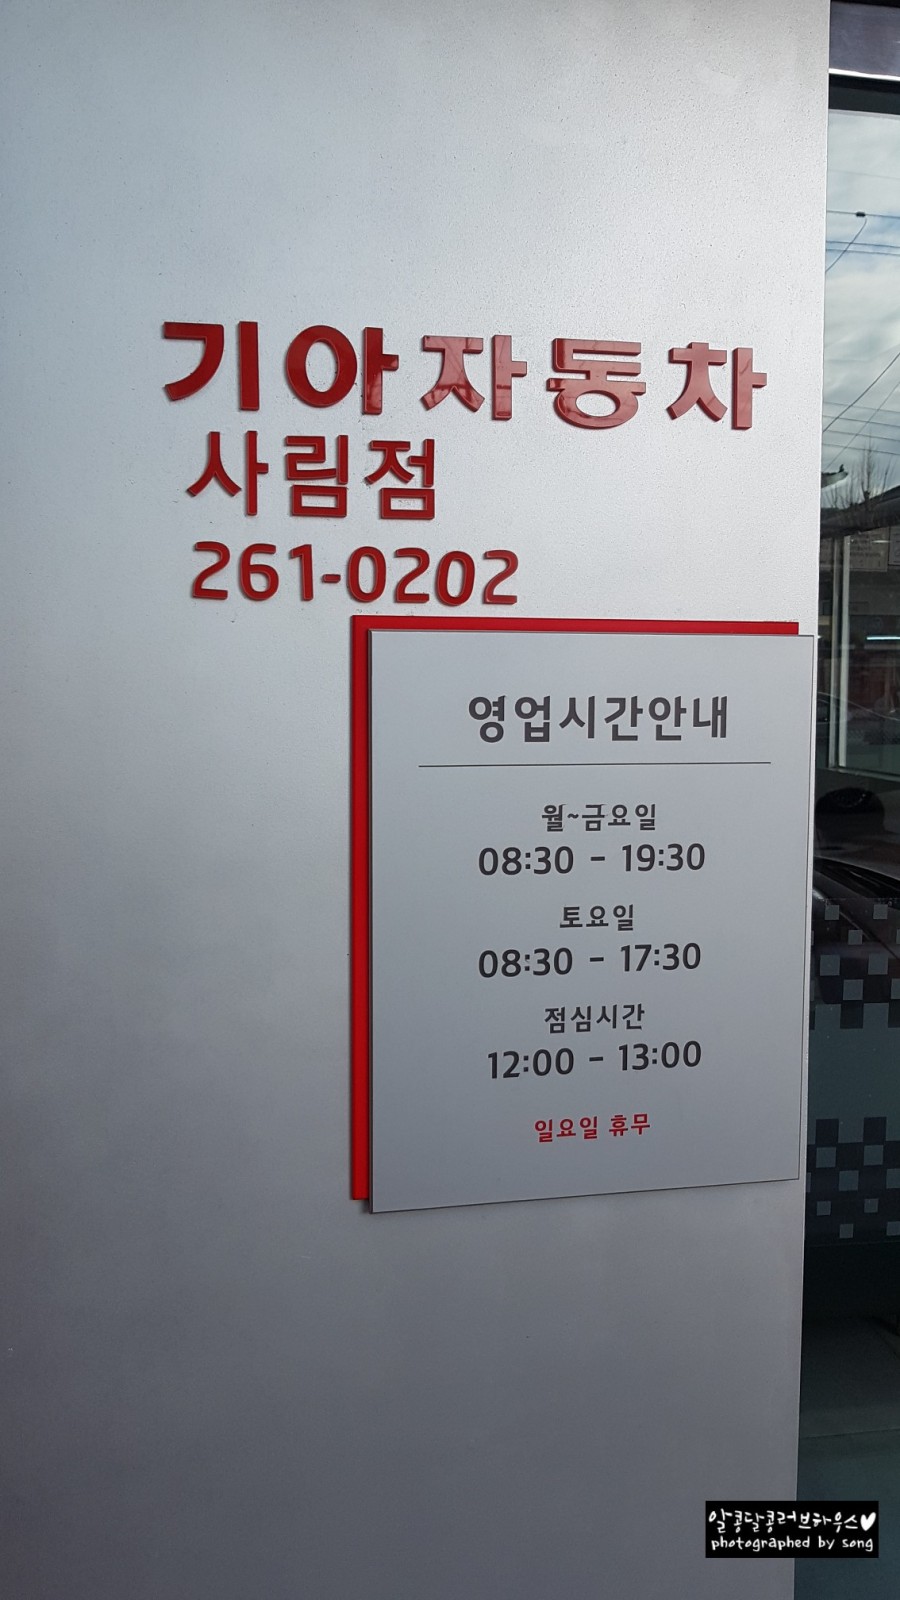 기아자동차
사림점
261-0202
영업시간안내
월~금요일
08:30 - 19:30
토요일
08:30 - 17:30
점심시간
12:00 - 13:00
일요일 휴무
알콩달콩러브하우스♥
photographed by song